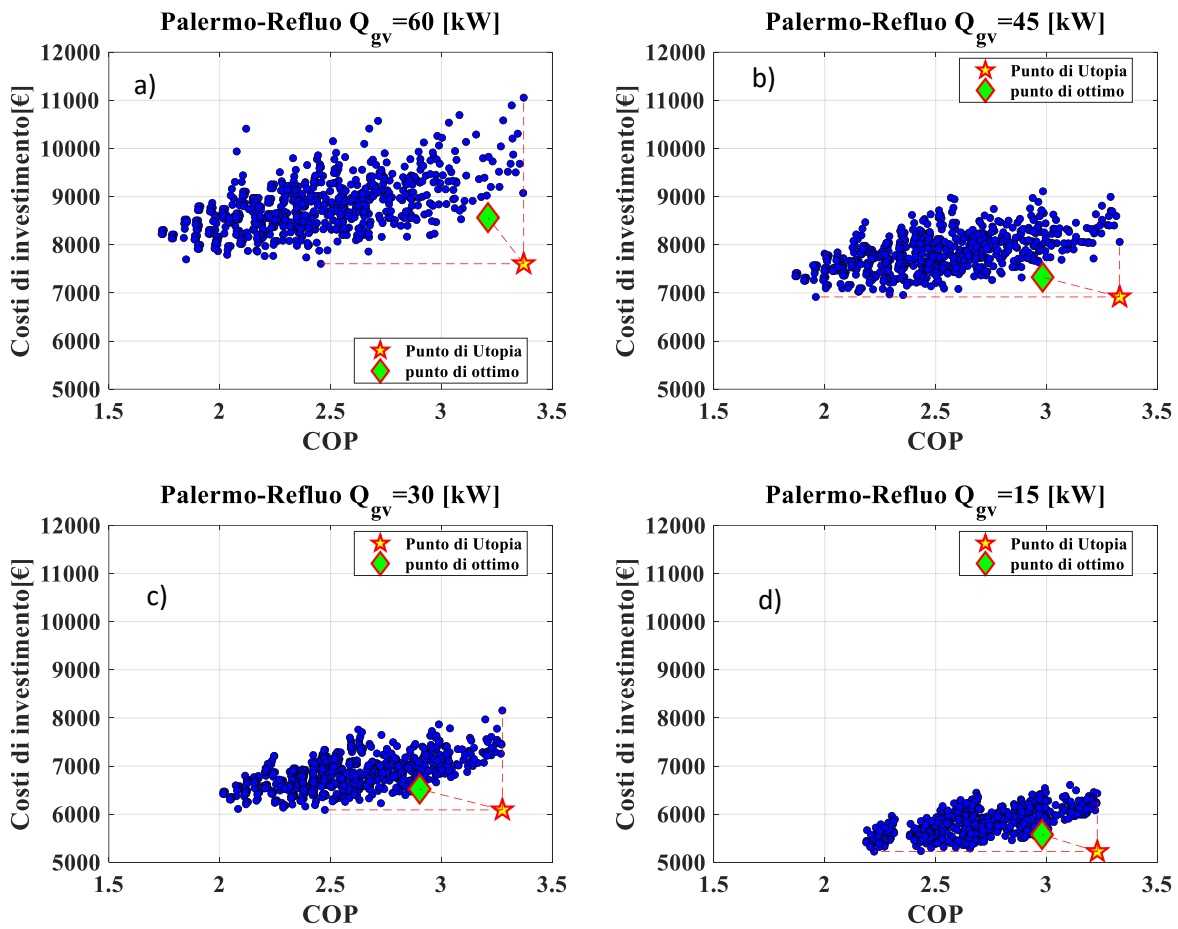 Palermo-Refluo Q_gv=60 [kW]
a)
Costi di investimento[€]
12000
11000
10000
9000
8000
7000
6000
5000
1.5 2 2.5 3 3.5
COP
Punto di Utopia
punto di ottimo
Palermo-Refluo Q_gv=45 [kW]
b)
Costi di investimento[€]
12000
11000
10000
9000
8000
7000
6000
5000
1.5 2 2.5 3 3.5
COP
Punto di Utopia
punto di ottimo
Palermo-Refluo Q_gv=30 [kW]
c)
Costi di investimento[€]
12000
11000
10000
9000
8000
7000
6000
5000
1.5 2 2.5 3 3.5
COP
Punto di Utopia
punto di ottimo
Palermo-Refluo Q_gv=15 [kW]
d)
Costi di investimento[€]
12000
11000
10000
9000
8000
7000
6000
5000
1.5 2 2.5 3 3.5
COP
Punto di Utopia
punto di ottimo